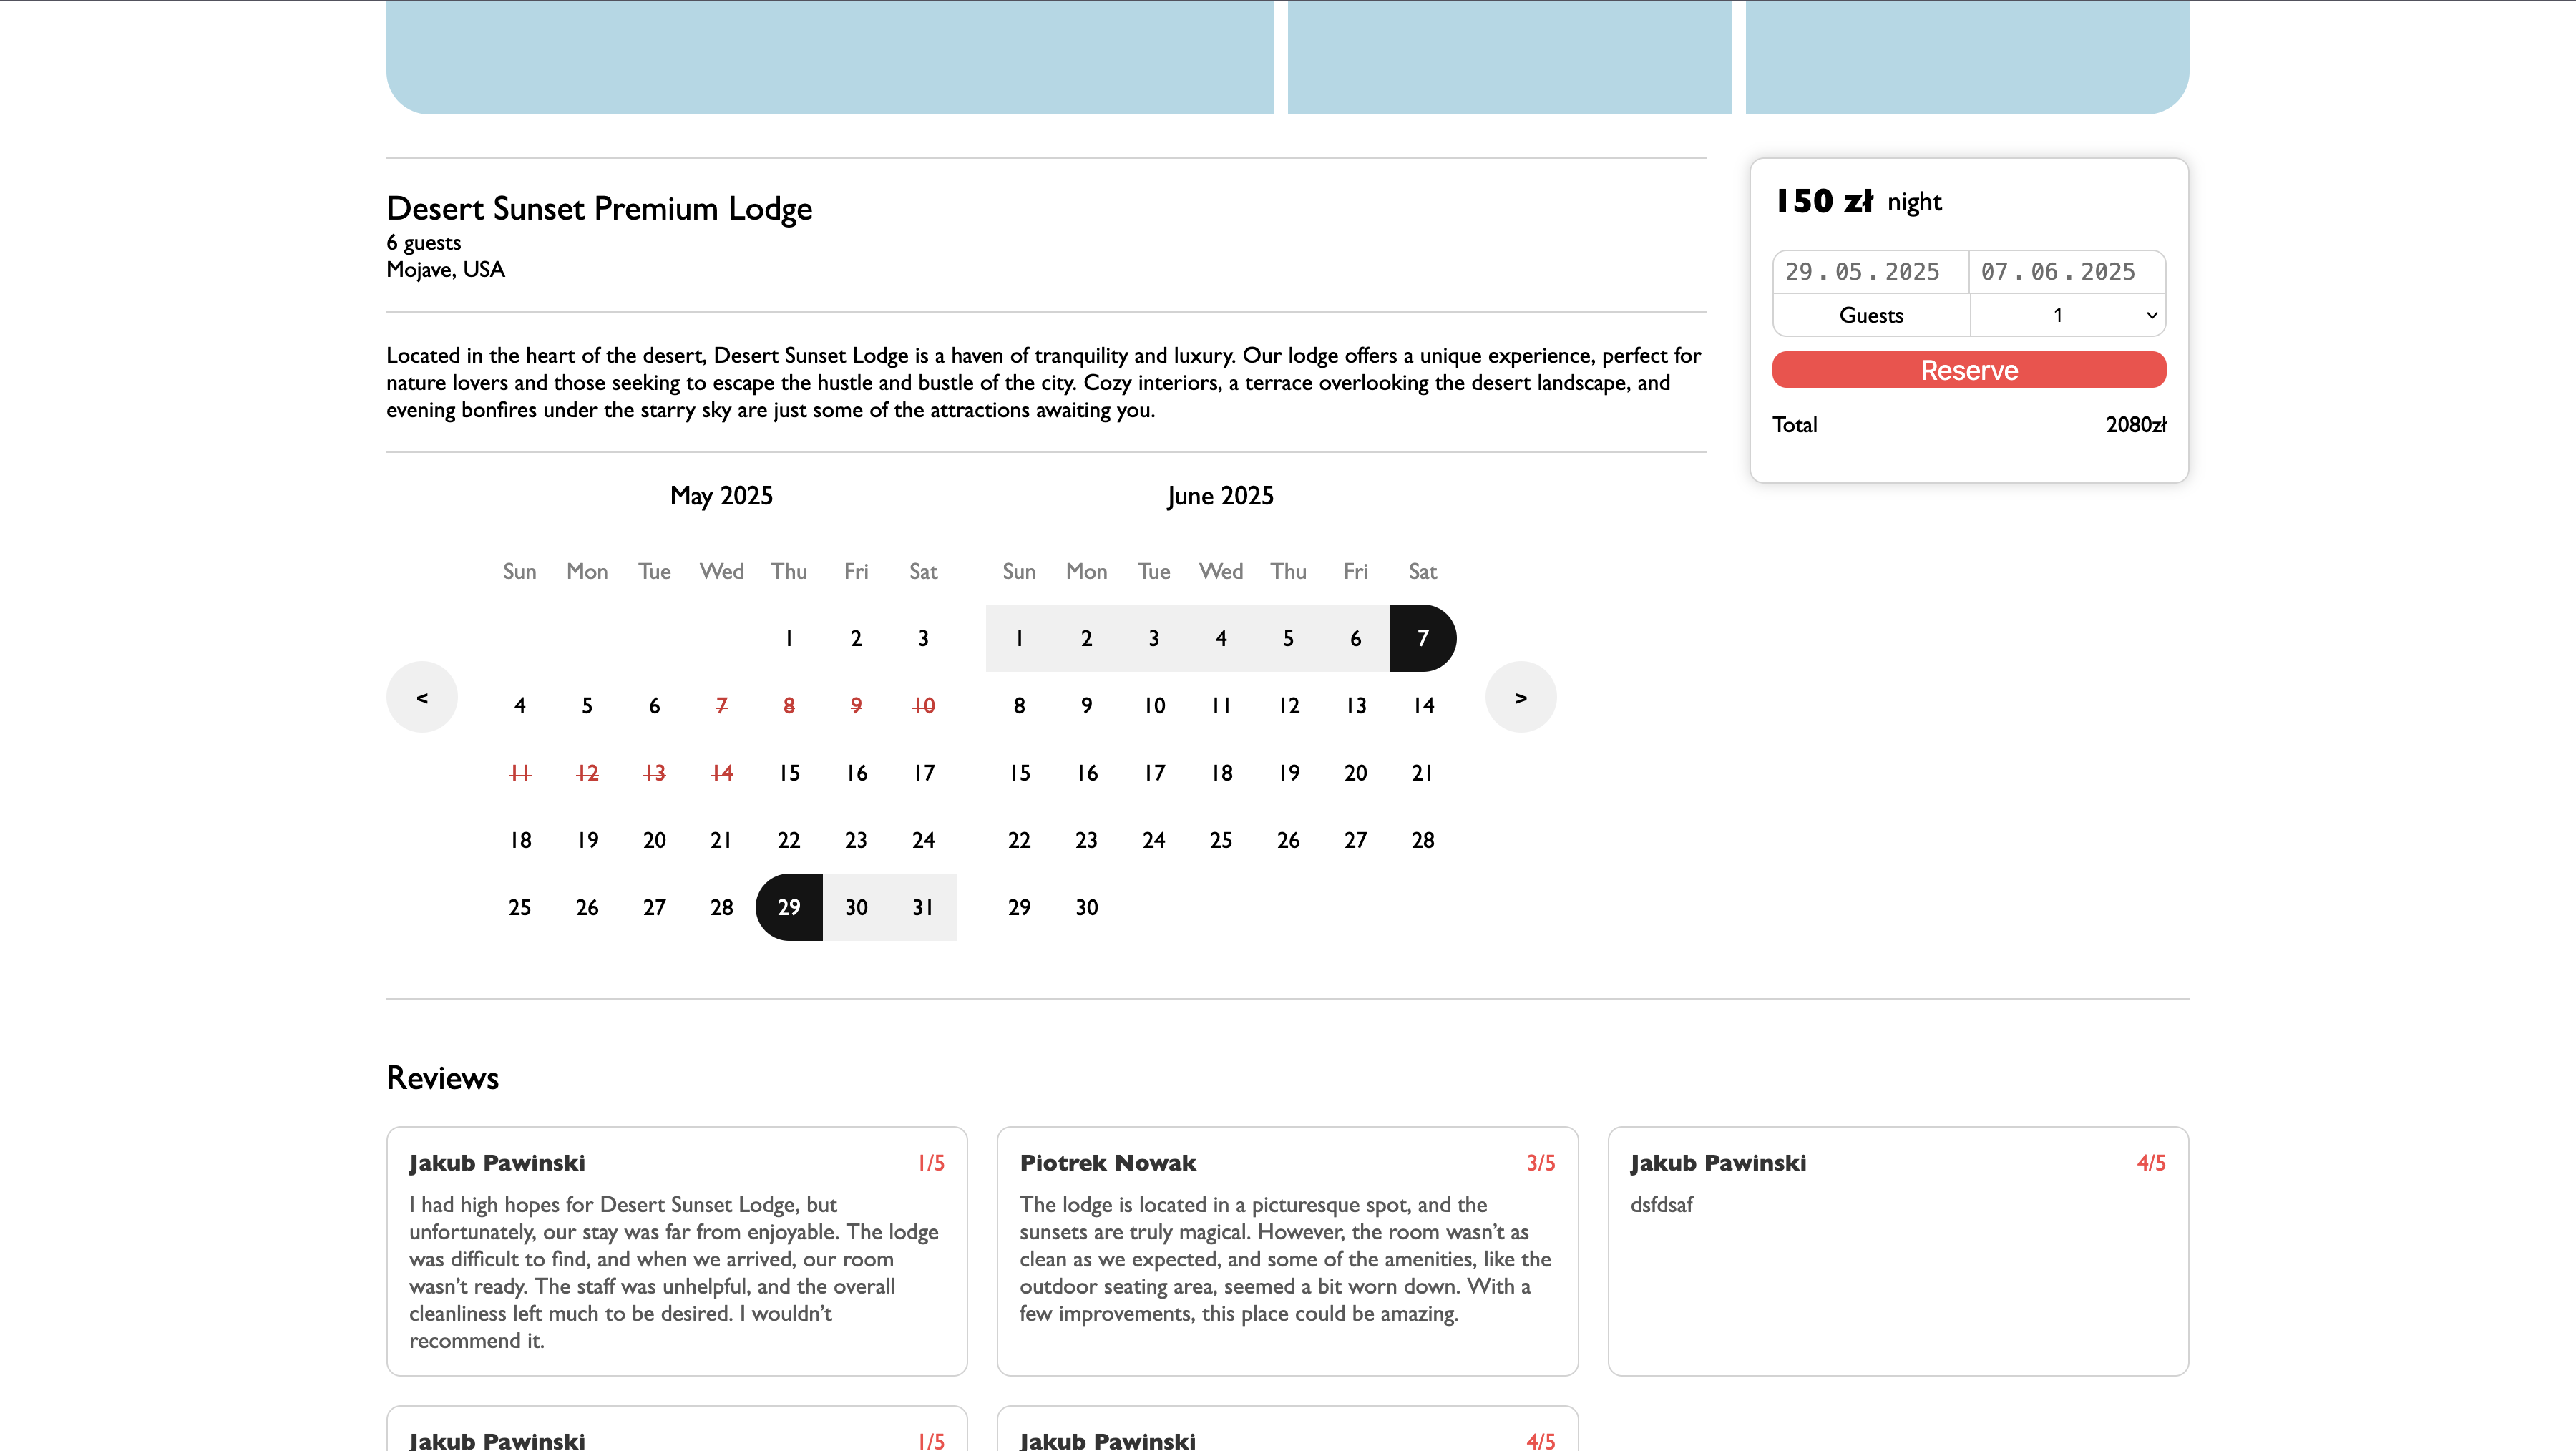 Desert Sunset Premium Lodge
6 guests
Mojave, USA
Located in the heart of the desert, Desert Sunset Lodge is a haven of tranquility and luxury. Our lodge offers a unique experience, perfect for
nature lovers and those seeking to escape the hustle and bustle of the city. Cozy interiors, a terrace overlooking the desert landscape, and
evening bonfires under the starry sky are just some of the attractions awaiting you.
150 zł night
29.05.2025 07.06.2025
Guests 1
Reserve
Total 2080zł
May 2025
Sun Mon Tue Wed Thu Fri Sat
1 2 3
<
4 5 6 7 8 9 10
11 12 13 14 15 16 17
18 19 20 21 22 23 24
25 26 27 28 29 30 31
June 2025
Sun Mon Tue Wed Thu Fri Sat
1 2 3 4 5 6 7
8 9 10 11 12 13 14
>
15 16 17 18 19 20 21
22 23 24 25 26 27 28
29 30
Reviews
Jakub Pawinski 1/5
I had high hopes for Desert Sunset Lodge, but
unfortunately, our stay was far from enjoyable. The lodge
was difficult to find, and when we arrived, our room
wasn’t ready. The staff was unhelpful, and the overall
cleanliness left much to be desired. I wouldn’t
recommend it.
Piotrek Nowak 3/5
The lodge is located in a picturesque spot, and the
sunsets are truly magical. However, the room wasn’t as
clean as we expected, and some of the amenities, like the
outdoor seating area, seemed a bit worn down. With a
few improvements, this place could be amazing.
Jakub Pawinski 4/5
dsfdsaf
Jakub Pawinski 1/5
Jakub Pawinski 4/5